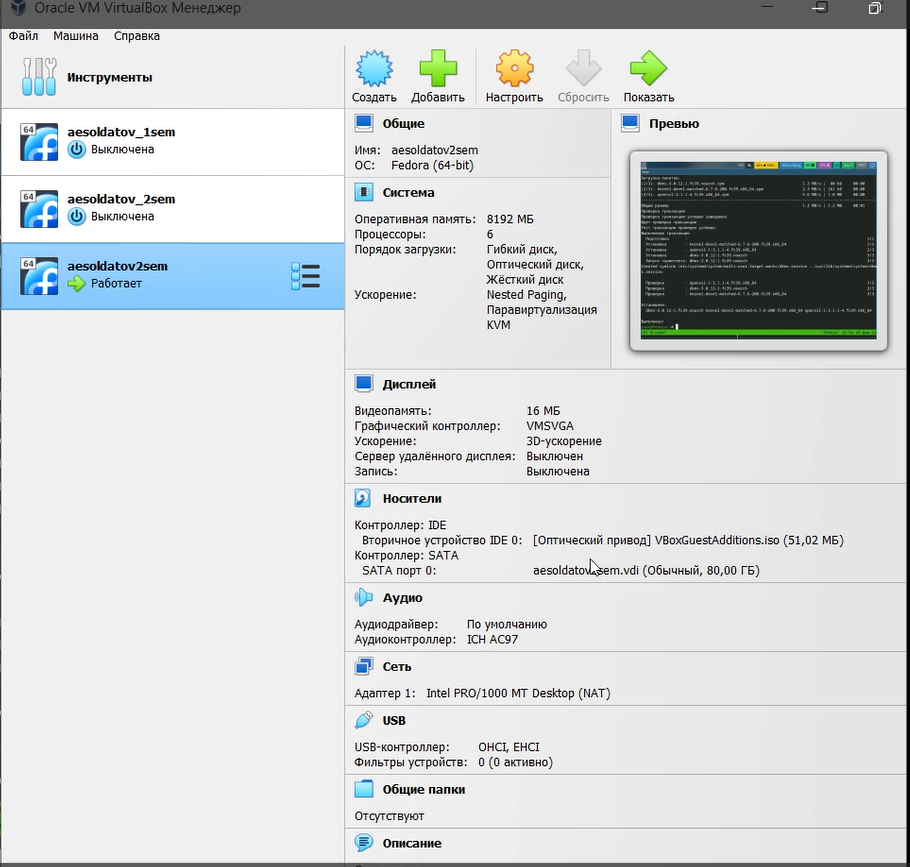 Oracle VM VirtualBox Менеджер
Файл Машина Справка
Инструменты
Создать Добавить Настроить Сбросить Показать
64
aesoldatov_1sem
Выключена
64
aesoldatov_2sem
Выключена
64
aesoldatov2sem
Работает
Общие
Имя: aesoldatov2sem
ОС: Fedora (64-bit)
Система
Оперативная память: 8192 МБ
Процессоры: 6
Порядок загрузки: Гибкий диск,
Оптический диск,
Жёсткий диск
Ускорение: Nested Paging,
Паравиртуализация
KVM
Превью
Дисплей
Видеопамять: 16 МБ
Графический контроллер: VMSVGA
Ускорение: 3D-ускорение
Сервер удалённого дисплея: Выключен
Запись: Выключена
Носители
Контроллер: IDE
Вторичное устройство IDE 0: [Оптический привод] VBoxGuestAdditions.iso (51,02 МБ)
Контроллер: SATA
SATA порт 0: aesoldatov2sem.vdi (Обычный, 80,00 ГБ)
Аудио
Аудиодрайвер: По умолчанию
Аудиоконтроллер: ICH AC97
Сеть
Адаптер 1: Intel PRO/1000 MT Desktop (NAT)
USB
USB-контроллер: OHCI, EHCI
Фильтры устройств: 0 (0 активно)
Общие папки
Отсутствуют
Описание